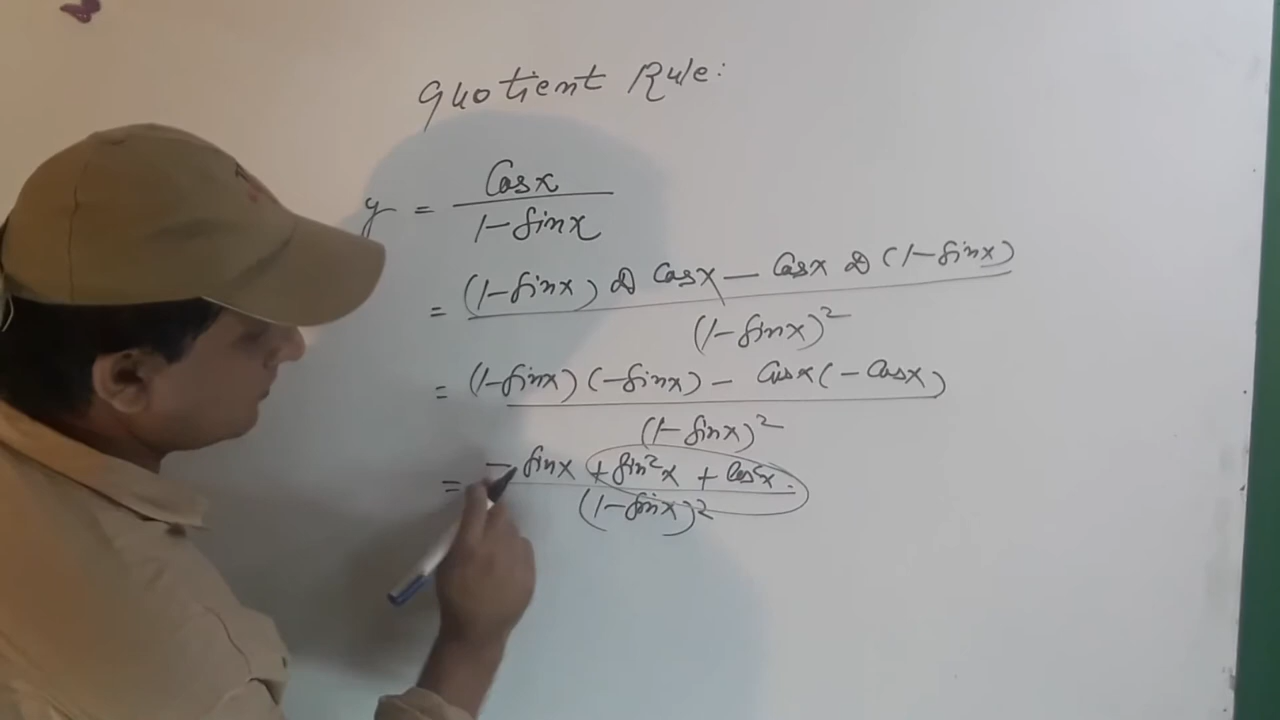 Quotient Rule:
y = Cosx / 1-Sinx
= (1-Sinx) D Cosx - Cosx D (1-Sinx) / (1-Sinx)²
= (1-Sinx) (-Sinx) - Cosx (-Cosx) / (1-Sinx)²
= -Sinx + Sin²x + Cos²x. / (1-Sinx)²